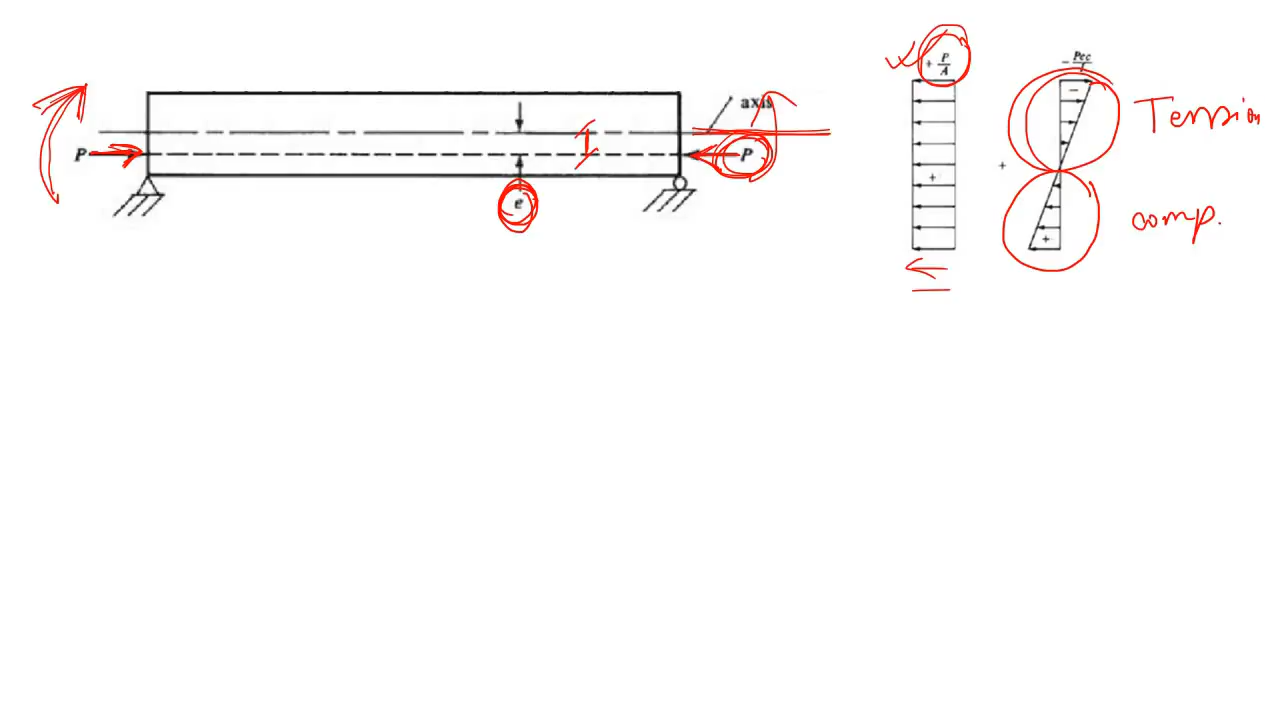 + P/A
- Pec/I
axis
Tension
-
P
P
+
+
e
comp.
+